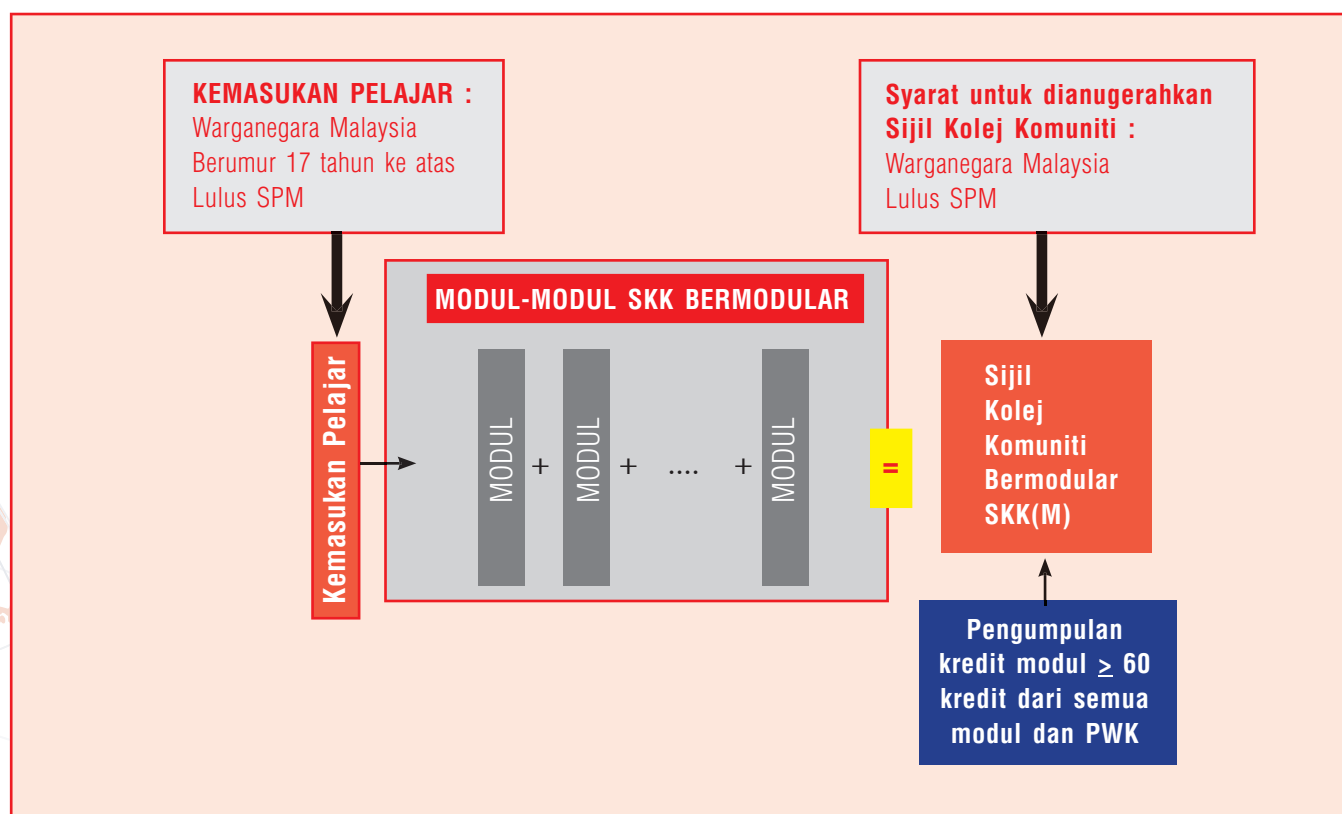 KEMASUKAN PELAJAR :
Warganegara Malaysia
Berumur 17 tahun ke atas
Lulus SPM
Syarat untuk dianugerahkan
Sijil Kolej Komuniti :
Warganegara Malaysia
Lulus SPM
MODUL-MODUL SKK BERMODULAR
Kemasukan Pelajar
MODUL + MODUL + .... + MODUL
=
Sijil
Kolej
Komuniti
Bermodular
SKK(M)
Pengumpulan
kredit modul ≥ 60
kredit dari semua
modul dan PWK